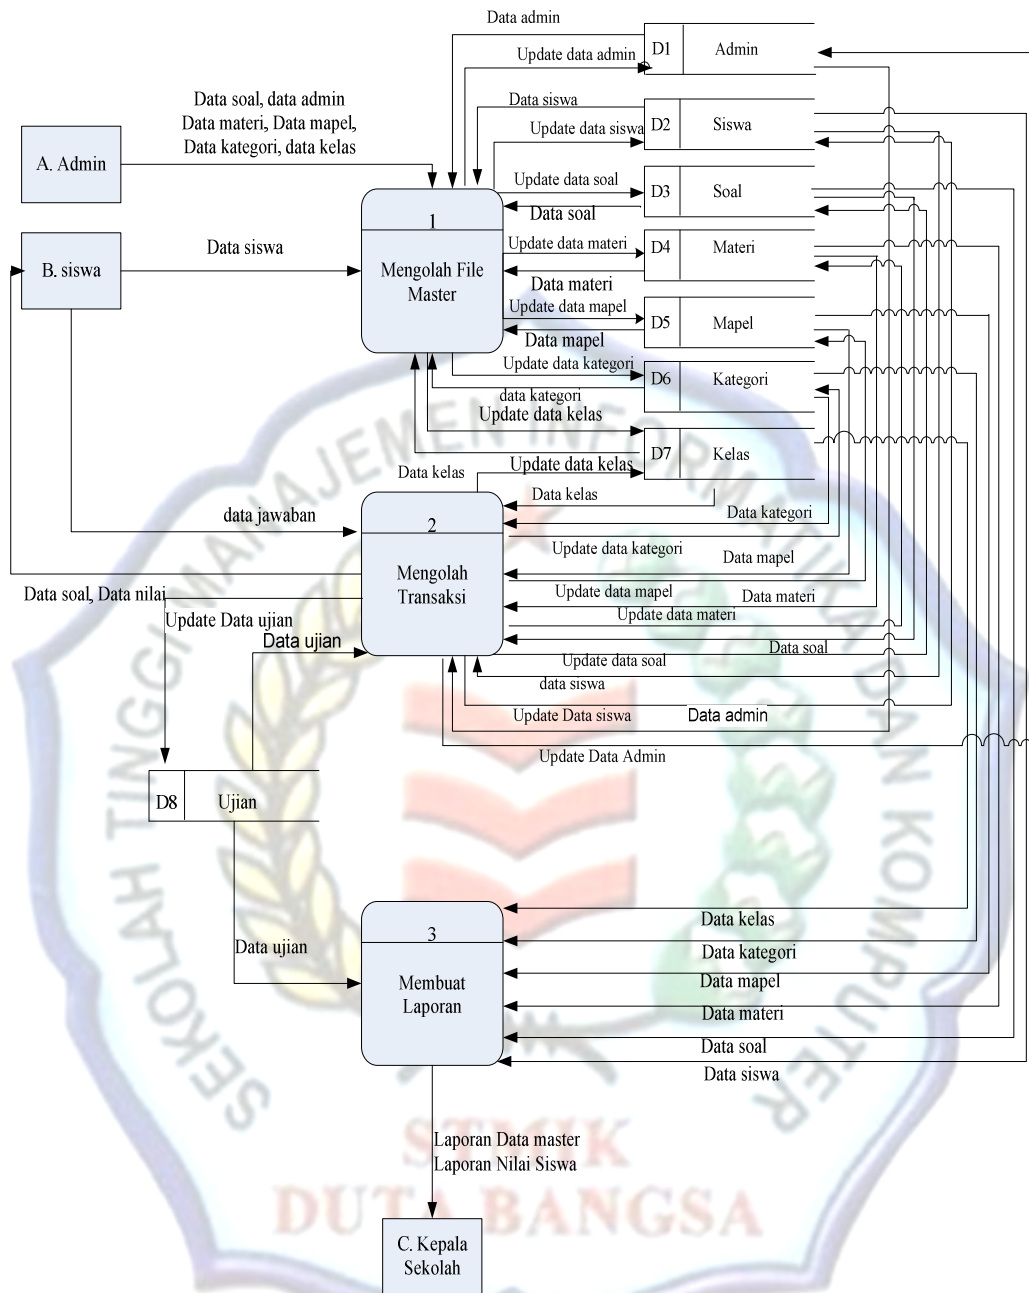 Data admin
D1
Admin
Update data admin
Data soal, data admin
Data materi, Data mapel,
Data kategori, data kelas
A. Admin
Data siswa
D2
Siswa
Update data siswa
Update data soal
D3
Soal
Data soal
1
Mengolah File
Master
B. siswa
Data siswa
Update data materi
D4
Materi
Data materi
Update data mapel
D5
Mapel
Data mapel
Update data kategori
D6
Kategori
data kategori
Update data kelas
D7
Kelas
Data kelas
Update data kelas
Data kelas
Data kategori
data jawaban
2
Mengolah
Transaksi
Update data kategori
Data mapel
Data soal, Data nilai
Update data mapel
Data materi
Update Data ujian
Update data materi
Data ujian
Data soal
Update data soal
data siswa
Update Data siswa
Data admin
Update Data Admin
D8
Ujian
Data ujian
3
Membuat
Laporan
Data kelas
Data kategori
Data mapel
Data materi
Data soal
Data siswa
Laporan Data master
Laporan Nilai Siswa
C. Kepala
Sekolah
SEKOLAH TINGGI MANAJEMEN INFORMATIKA DAN KOMPUTER
STMIK
DUTA BANGSA